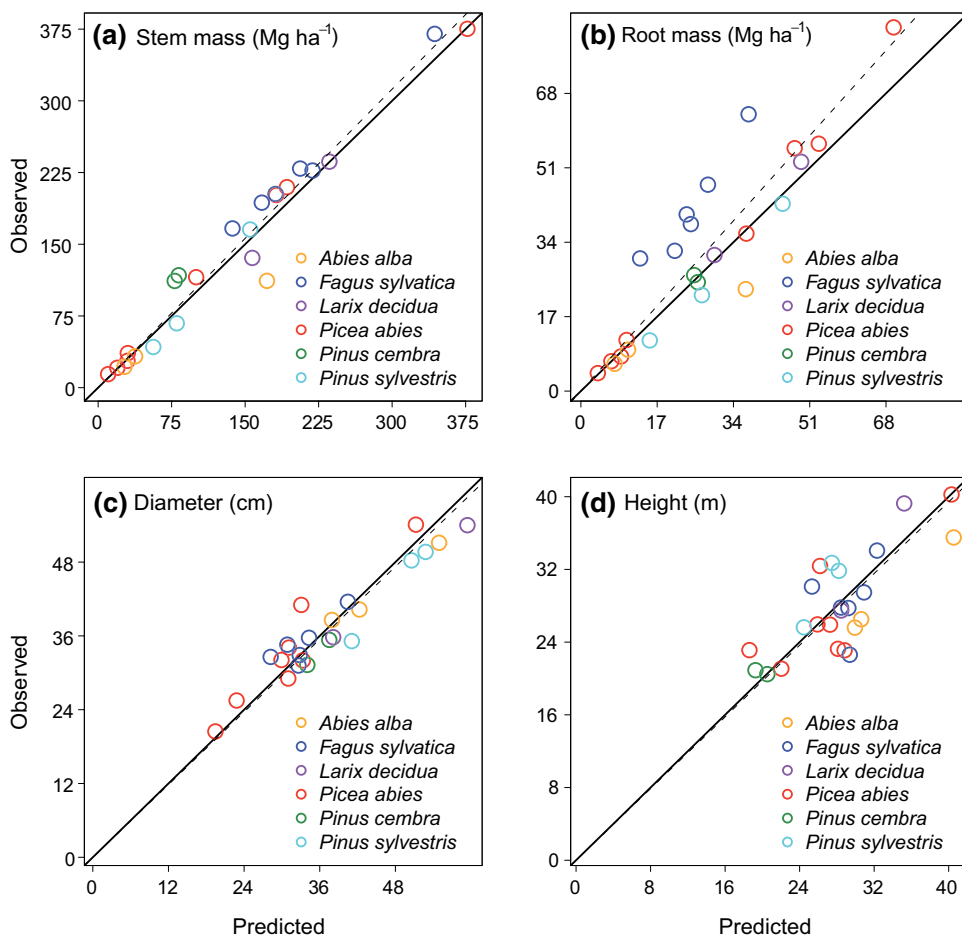 (a) Stem mass (Mg ha⁻¹)
375
300
225
150
75
0
Observed
Abies alba
Fagus sylvatica
Larix decidua
Picea abies
Pinus cembra
Pinus sylvestris
0 75 150 225 300 375
(b) Root mass (Mg ha⁻¹)
68
51
34
17
0
Abies alba
Fagus sylvatica
Larix decidua
Picea abies
Pinus cembra
Pinus sylvestris
0 17 34 51 68
(c) Diameter (cm)
48
36
24
12
0
Observed
Abies alba
Fagus sylvatica
Larix decidua
Picea abies
Pinus cembra
Pinus sylvestris
0 12 24 36 48
Predicted
(d) Height (m)
40
32
24
16
8
0
Abies alba
Fagus sylvatica
Larix decidua
Picea abies
Pinus cembra
Pinus sylvestris
0 8 16 24 32 40
Predicted